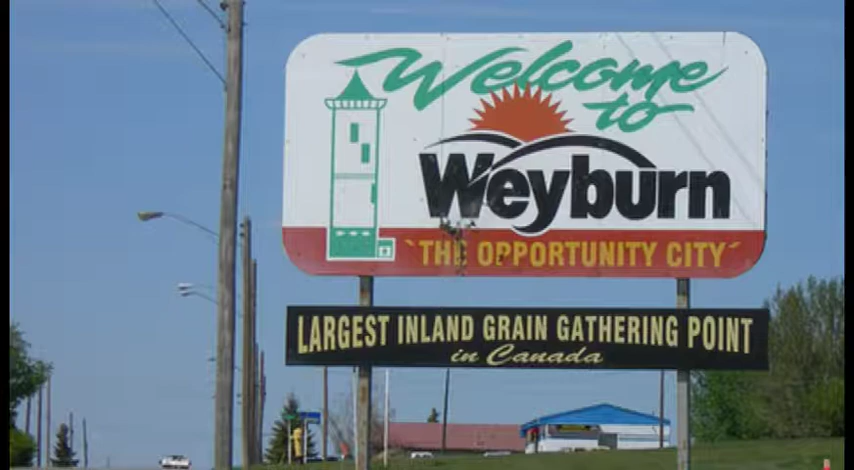 Welcome
to
Weyburn
`THE OPPORTUNITY CITY´
LARGEST INLAND GRAIN GATHERING POINT
in Canada